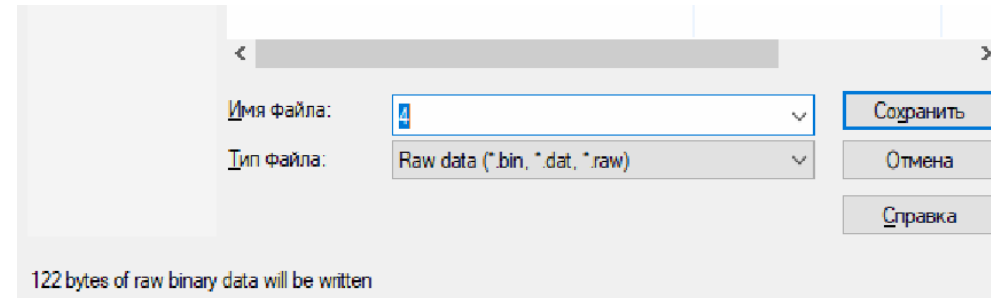 Имя файла:
4
Сохранить
Тип файла:
Raw data (*.bin, *.dat, *.raw)
Отмена
Справка
122 bytes of raw binary data will be written